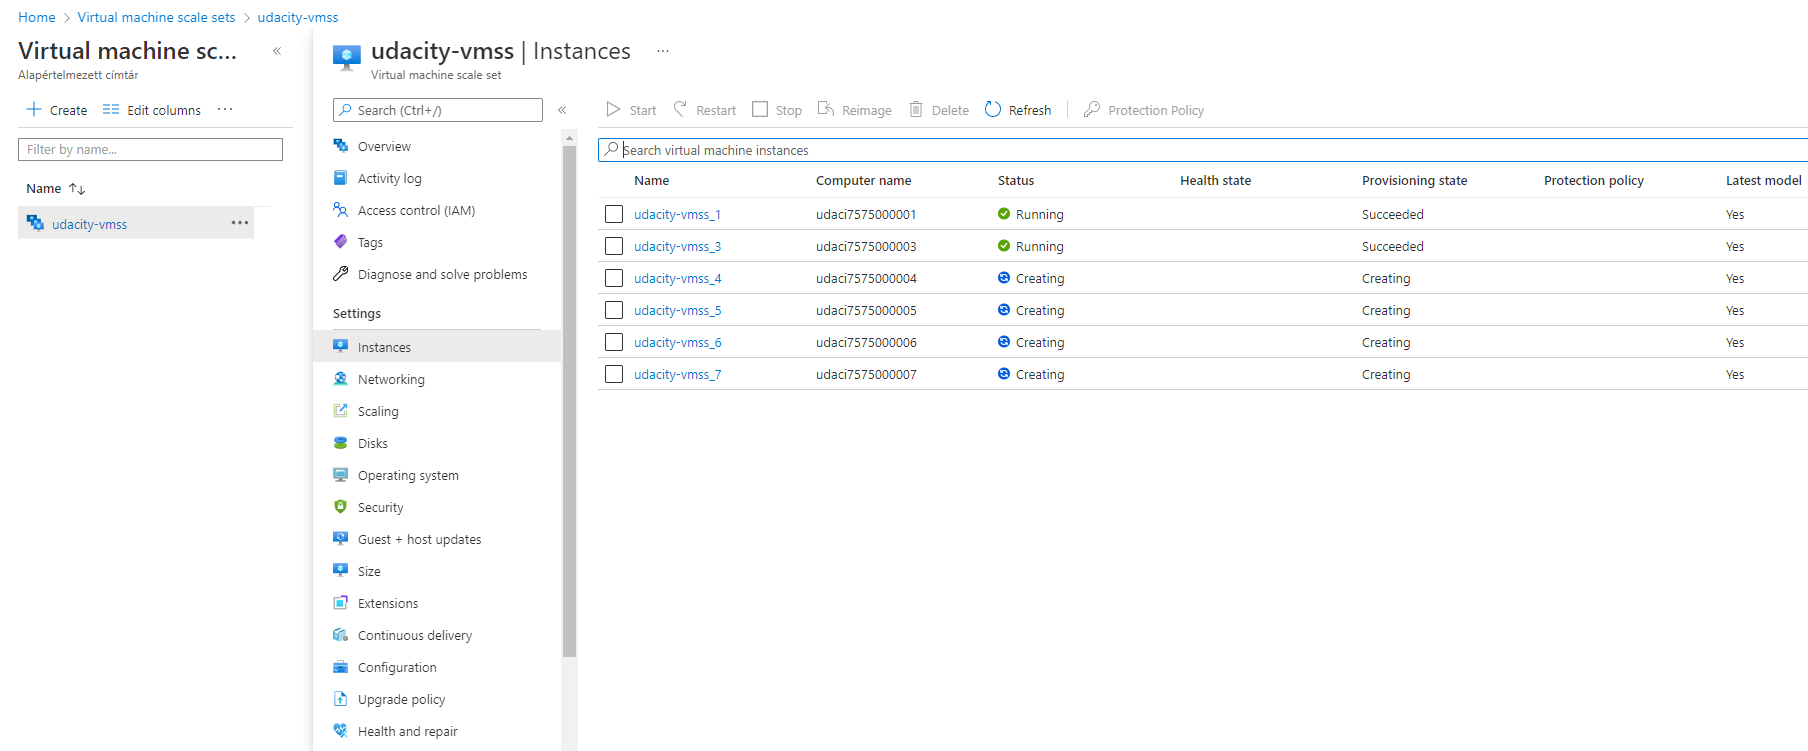 Home > Virtual machine scale sets > udacity-vmss
Virtual machine sc... «
Alapértelmezett címtár
Create Edit columns ...
Filter by name...
Name ↑↓
udacity-vmss ...
udacity-vmss | Instances ...
Virtual machine scale set
Search (Ctrl+/) «
Overview
Activity log
Access control (IAM)
Tags
Diagnose and solve problems
Settings
Instances
Networking
Scaling
Disks
Operating system
Security
Guest + host updates
Size
Extensions
Continuous delivery
Configuration
Upgrade policy
Health and repair
Start Restart Stop Reimage Delete Refresh Protection Policy
Search virtual machine instances
Name Computer name Status Health state Provisioning state Protection policy Latest model
udacity-vmss_1 udaci7575000001 Running Succeeded Yes
udacity-vmss_3 udaci7575000003 Running Succeeded Yes
udacity-vmss_4 udaci7575000004 Creating Creating Yes
udacity-vmss_5 udaci7575000005 Creating Creating Yes
udacity-vmss_6 udaci7575000006 Creating Creating Yes
udacity-vmss_7 udaci7575000007 Creating Creating Yes